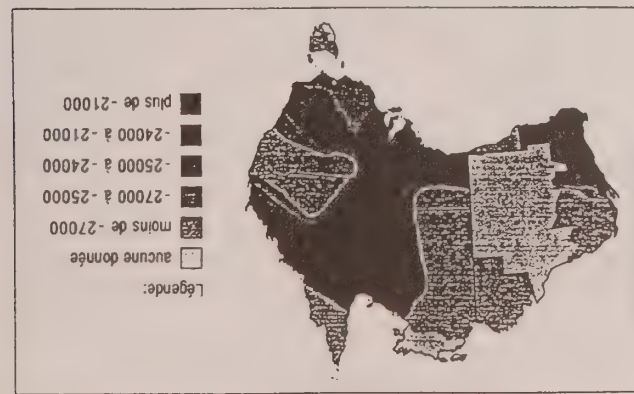 Légende:
aucune donnée
moins de -27000
-27000 à -25000
-25000 à -24000
-24000 à -21000
plus de -21000